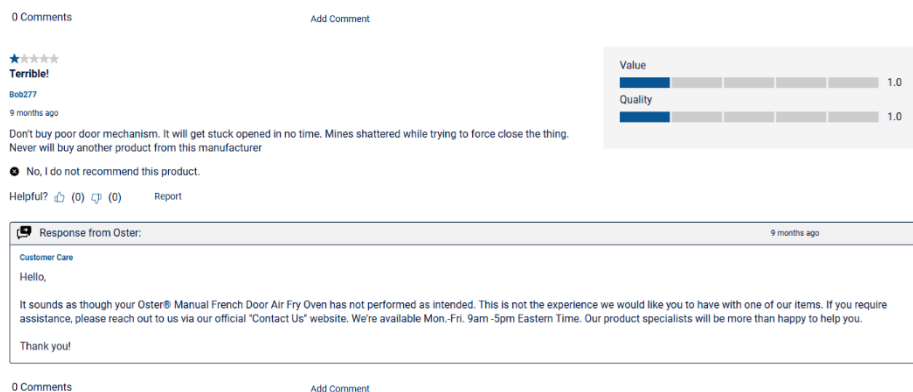 0 Comments Add Comment
Terrible!
Bob277
9 months ago
Don't buy poor door mechanism. It will get stuck opened in no time. Mines shattered while trying to force close the thing.
Never will buy another product from this manufacturer
No, I do not recommend this product.
Helpful? (0) (0) Report
Value
1.0
Quality
1.0
Response from Oster: 9 months ago
Customer Care
Hello,
It sounds as though your Oster® Manual French Door Air Fry Oven has not performed as intended. This is not the experience we would like you to have with one of our items. If you require
assistance, please reach out to us via our official "Contact Us" website. We're available Mon.-Fri. 9am -5pm Eastern Time. Our product specialists will be more than happy to help you.
Thank you!
0 Comments Add Comment